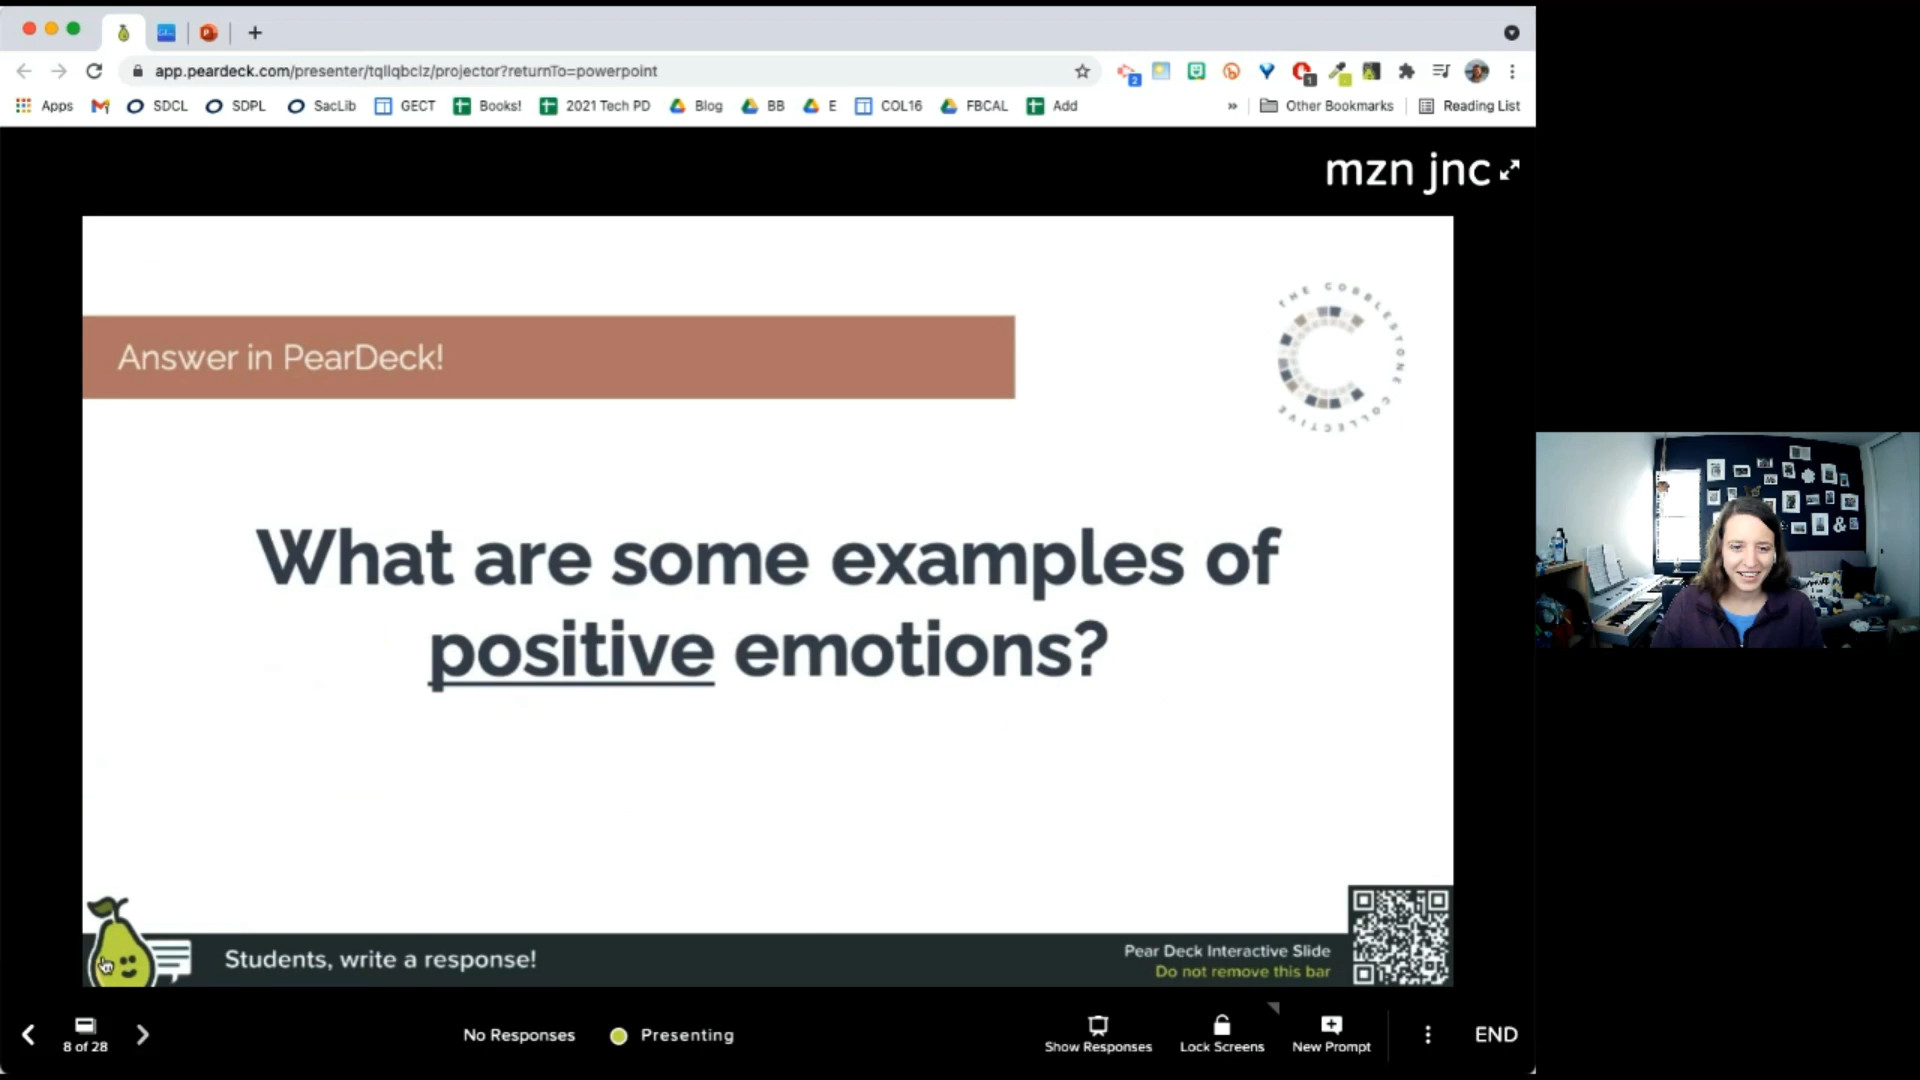 app.peardeck.com/presenter/tqllqbclz/projector?returnTo=powerpoint
Apps SDCL SDPL SacLib GECT Books! 2021 Tech PD Blog BB E COL16 FBCAL Add » Other Bookmarks Reading List
mzn jnc
THE COBBLESTONE COLLECTIVE
Answer in PearDeck!
What are some examples of
positive emotions?
Students, write a response!
Pear Deck Interactive Slide
Do not remove this bar
8 of 28
No Responses
Presenting
Show Responses
Lock Screens
New Prompt
END